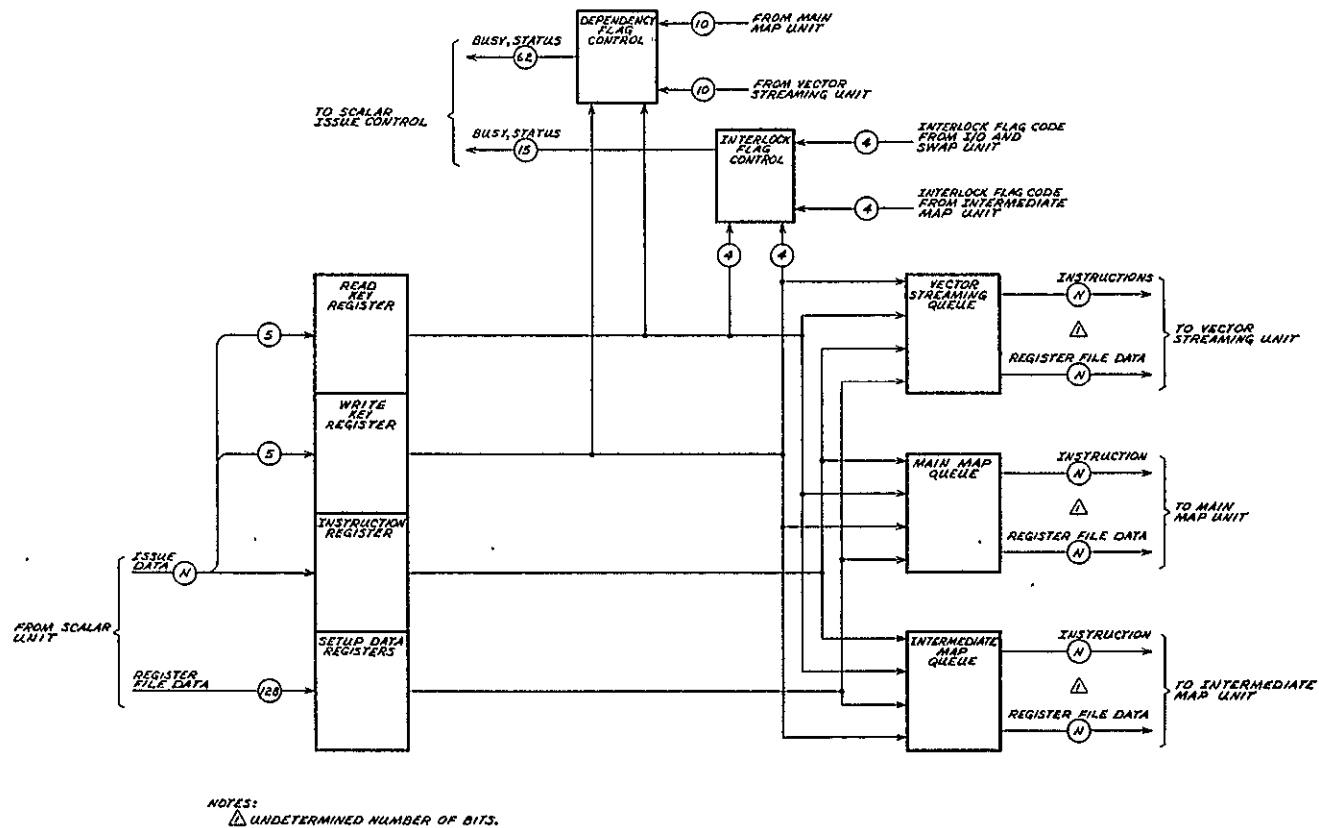 DEPENDENCY
FLAG
CONTROL
10
FROM MAIN
MAP UNIT
BUSY, STATUS
62
10
FROM VECTOR
STREAMING UNIT
TO SCALAR
ISSUE CONTROL
BUSY, STATUS
15
INTERLOCK
FLAG
CONTROL
4
INTERLOCK FLAG CODE
FROM I/O AND
SWAP UNIT
4
INTERLOCK FLAG CODE
FROM INTERMEDIATE
MAP UNIT
4
4
READ
KEY
REGISTER
5
VECTOR
STREAMING
QUEUE
INSTRUCTIONS
N
1
REGISTER FILE DATA
N
TO VECTOR
STREAMING UNIT
WRITE
KEY
REGISTER
5
MAIN MAP
QUEUE
INSTRUCTION
N
1
REGISTER FILE DATA
N
TO MAIN
MAP UNIT
INSTRUCTION
REGISTER
ISSUE
DATA
N
FROM SCALAR
UNIT
SETUP DATA
REGISTERS
REGISTER
FILE DATA
128
INTERMEDIATE
MAP
QUEUE
INSTRUCTION
N
1
REGISTER FILE DATA
N
TO INTERMEDIATE
MAP UNIT
NOTES:
1 UNDETERMINED NUMBER OF BITS.